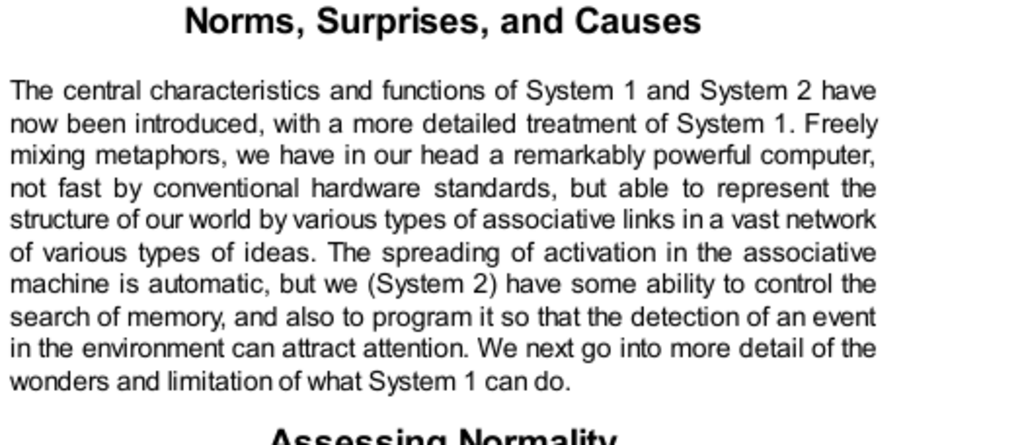 Norms, Surprises, and Causes
The central characteristics and functions of System 1 and System 2 have
now been introduced, with a more detailed treatment of System 1. Freely
mixing metaphors, we have in our head a remarkably powerful computer,
not fast by conventional hardware standards, but able to represent the
structure of our world by various types of associative links in a vast network
of various types of ideas. The spreading of activation in the associative
machine is automatic, but we (System 2) have some ability to control the
search of memory, and also to program it so that the detection of an event
in the environment can attract attention. We next go into more detail of the
wonders and limitation of what System 1 can do.
Assessing Normality